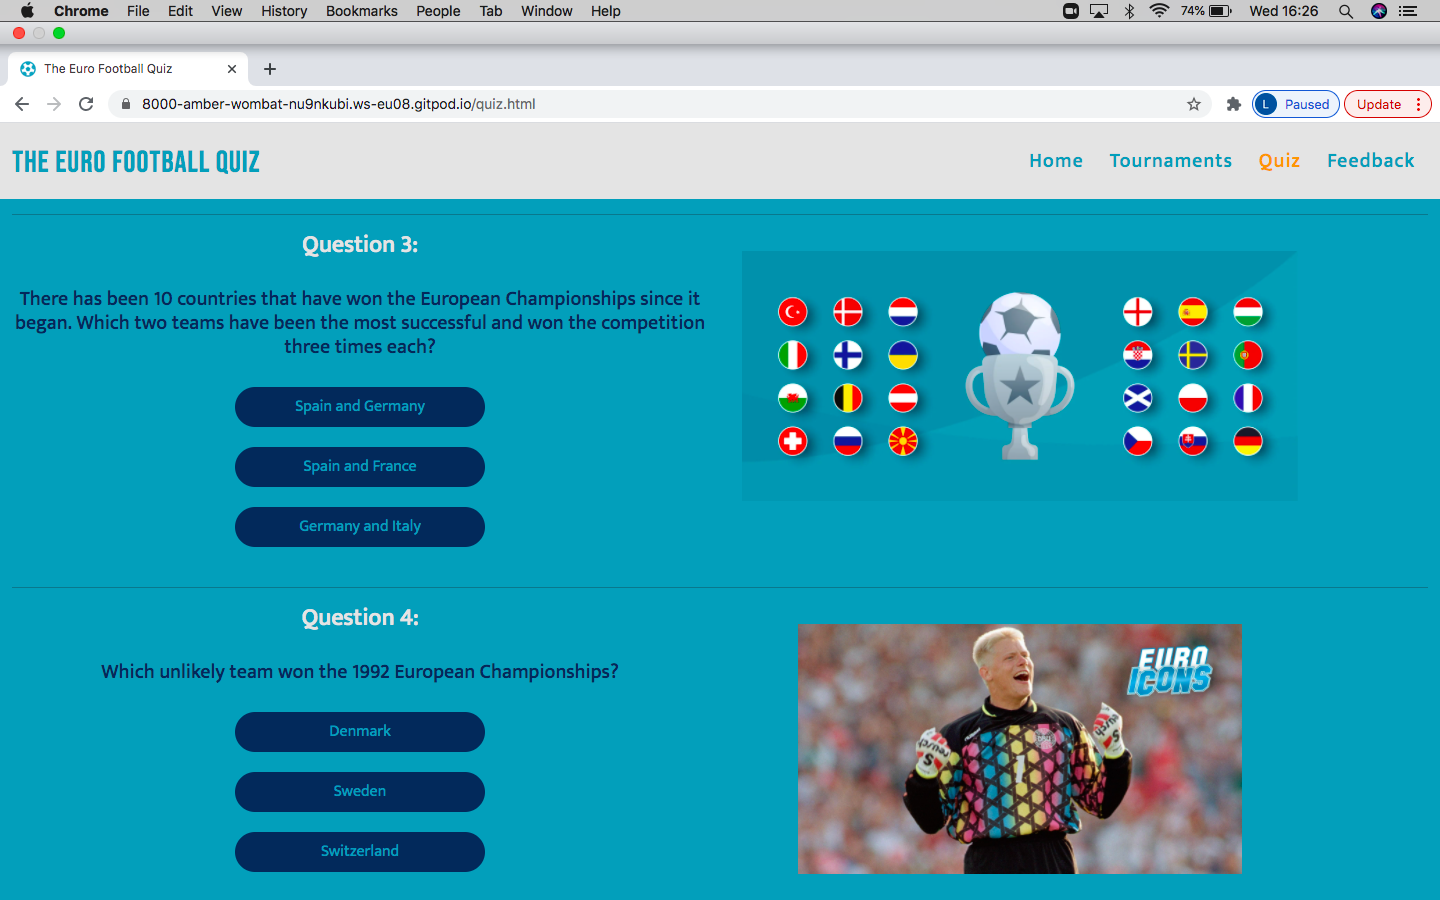 Chrome File Edit View History Bookmarks People Tab Window Help 74% Wed 16:26
The Euro Football Quiz
8000-amber-wombat-nu9nkubi.ws-eu08.gitpod.io/quiz.html L Paused Update
THE EURO FOOTBALL QUIZ Home Tournaments Quiz Feedback
Question 3:
There has been 10 countries that have won the European Championships since it
began. Which two teams have been the most successful and won the competition
three times each?
Spain and Germany
Spain and France
Germany and Italy
Question 4:
Which unlikely team won the 1992 European Championships?
Denmark
Sweden
Switzerland
EURO
ICONS
1
reusch